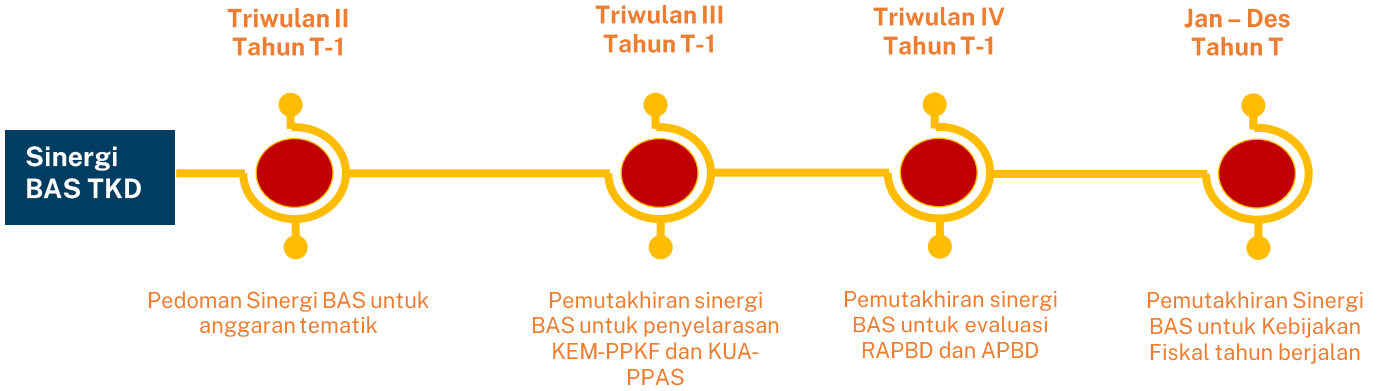 Triwulan II
Tahun T-1
Triwulan III
Tahun T-1
Triwulan IV
Tahun T-1
Jan – Des
Tahun T
Sinergi
BAS TKD
Pedoman Sinergi BAS untuk
anggaran tematik
Pemutakhiran sinergi
BAS untuk penyelarasan
KEM-PPKF dan KUA-
PPAS
Pemutakhiran sinergi
BAS untuk evaluasi
RAPBD dan APBD
Pemutakhiran Sinergi
BAS untuk Kebijakan
Fiskal tahun berjalan